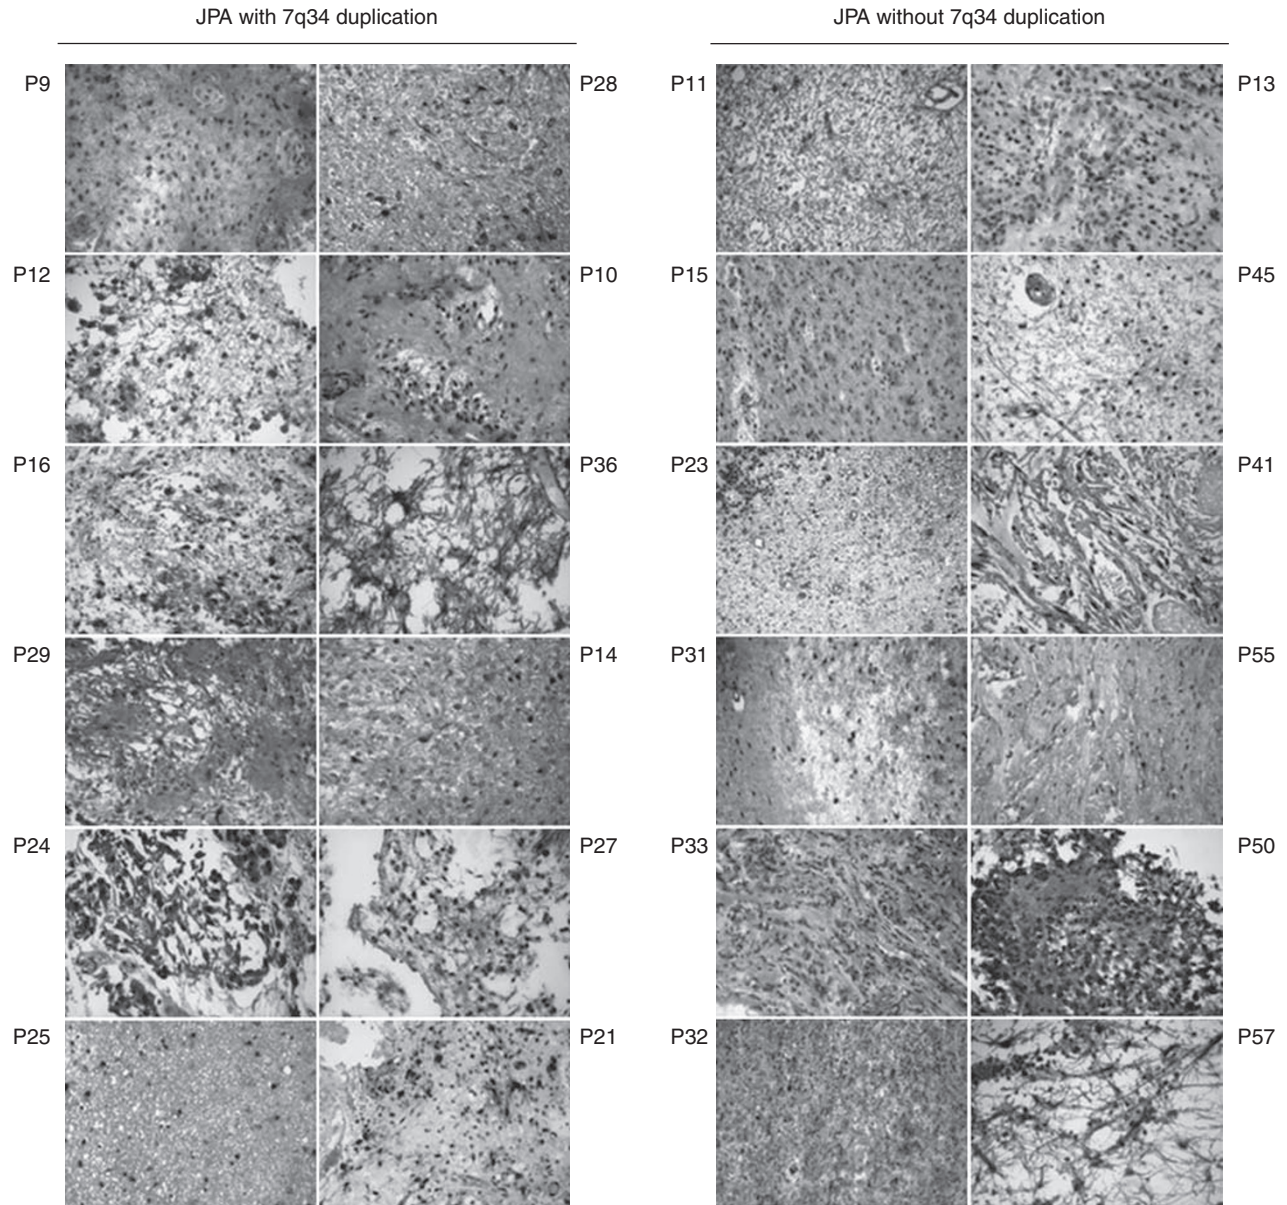 JPA with 7q34 duplication
JPA without 7q34 duplication
P9 P28 P11 P13
P12 P10 P15 P45
P16 P36 P23 P41
P29 P14 P31 P55
P24 P27 P33 P50
P25 P21 P32 P57